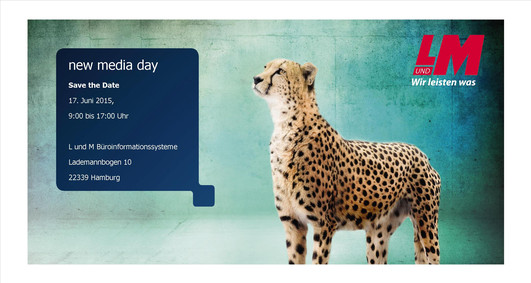 new media day
Save the Date
17. Juni 2015,
9:00 bis 17:00 Uhr
L und M Büroinformationssysteme
Lademannbogen 10
22339 Hamburg
L UND M
Wir leisten was